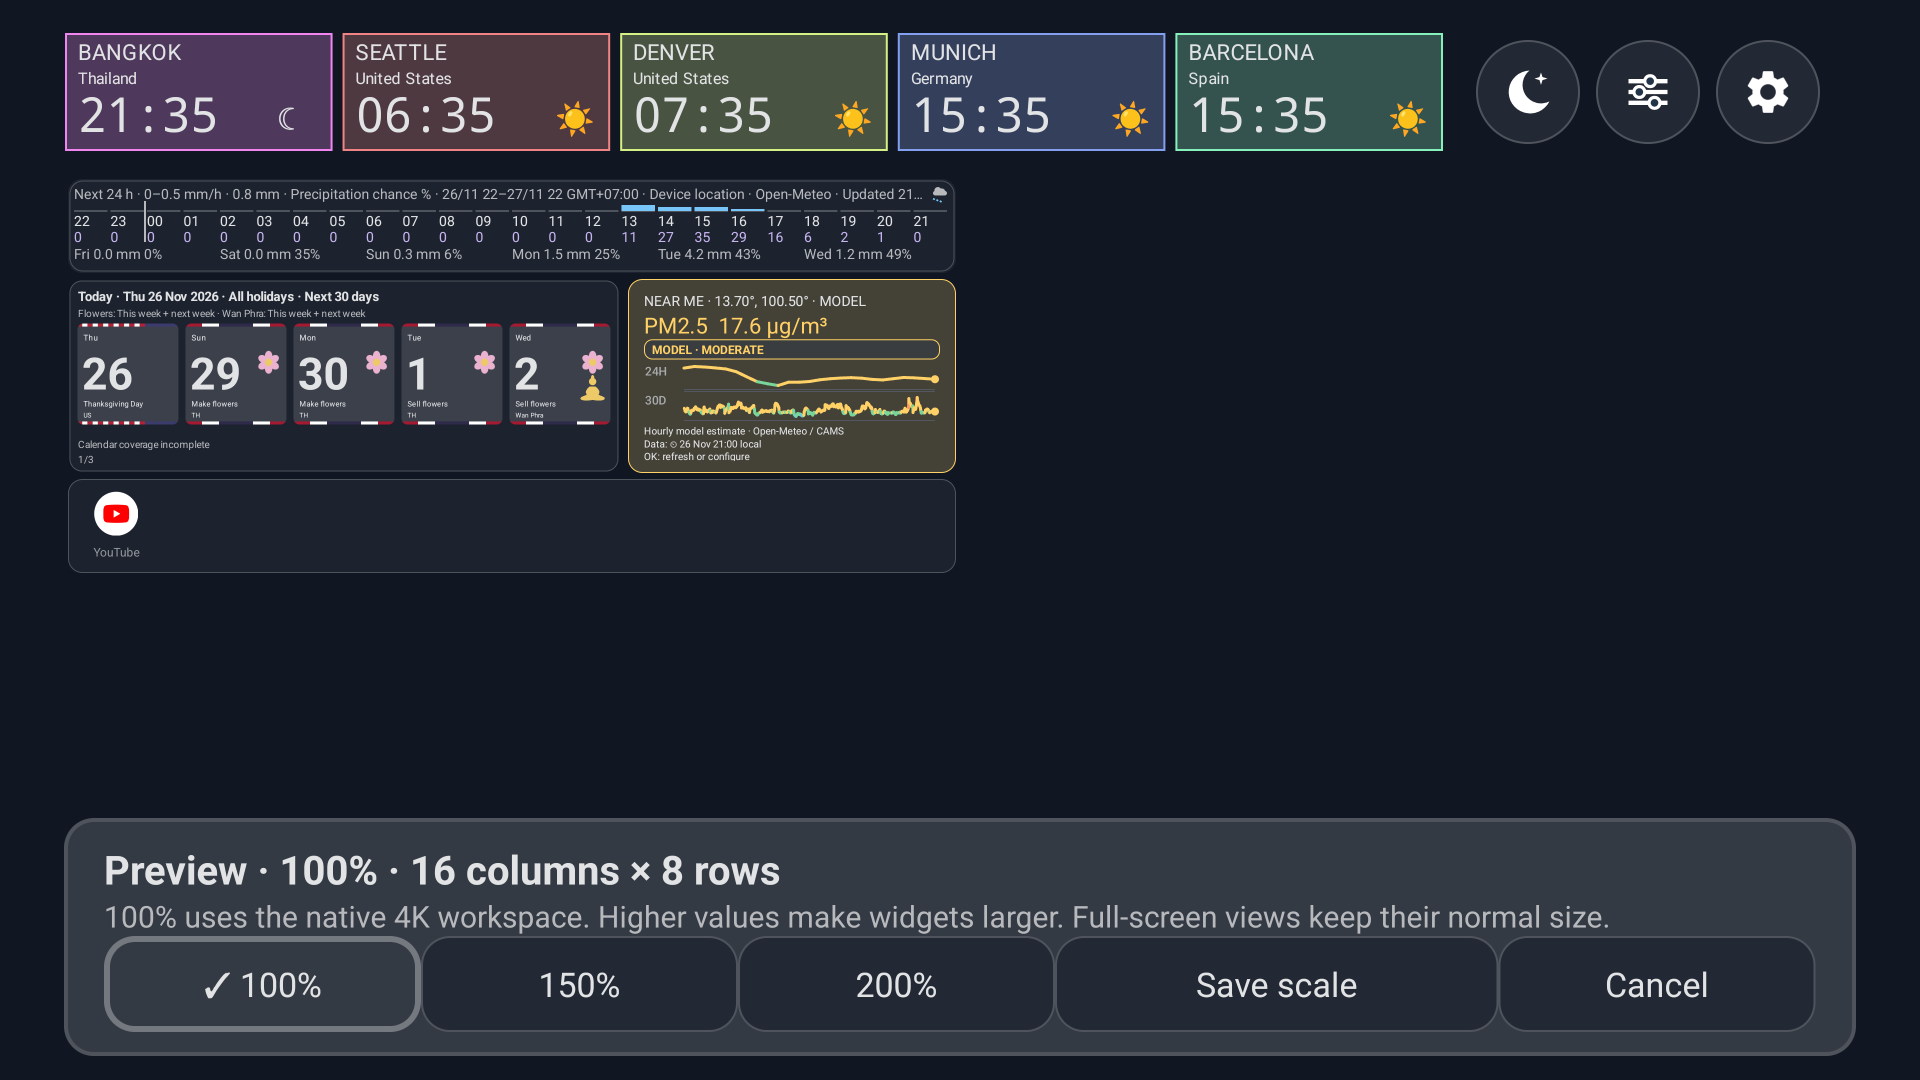 BANGKOK
Thailand
21:35
SEATTLE
United States
06:35
DENVER
United States
07:35
MUNICH
Germany
15:35
BARCELONA
Spain
15:35
Next 24 h · 0–0.5 mm/h · 0.8 mm · Precipitation chance % · 26/11 22–27/11 22 GMT+07:00 · Device location · Open-Meteo · Updated 21...
22 23 00 01 02 03 04 05 06 07 08 09 10 11 12 13 14 15 16 17 18 19 20 21
0 0 0 0 0 0 0 0 0 0 0 0 0 0 0 11 27 35 29 16 6 2 1 0
Fri 0.0 mm 0% Sat 0.0 mm 35% Sun 0.3 mm 6% Mon 1.5 mm 25% Tue 4.2 mm 43% Wed 1.2 mm 49%
Today · Thu 26 Nov 2026 · All holidays · Next 30 days
Flowers: This week + next week · Wan Phra: This week + next week
Thu
26
Thanksgiving Day
US
Sun
29
Make flowers
TH
Mon
30
Make flowers
TH
Tue
1
Sell flowers
TH
Wed
2
Sell flowers
Wan Phra
Calendar coverage incomplete
1/3
NEAR ME · 13.70°, 100.50° · MODEL
PM2.5 17.6 µg/m³
MODEL · MODERATE
24H
30D
Hourly model estimate · Open-Meteo / CAMS
Data: ⏲ 26 Nov 21:00 local
OK: refresh or configure
YouTube
Preview · 100% · 16 columns × 8 rows
100% uses the native 4K workspace. Higher values make widgets larger. Full-screen views keep their normal size.
✓ 100%
150%
200%
Save scale
Cancel